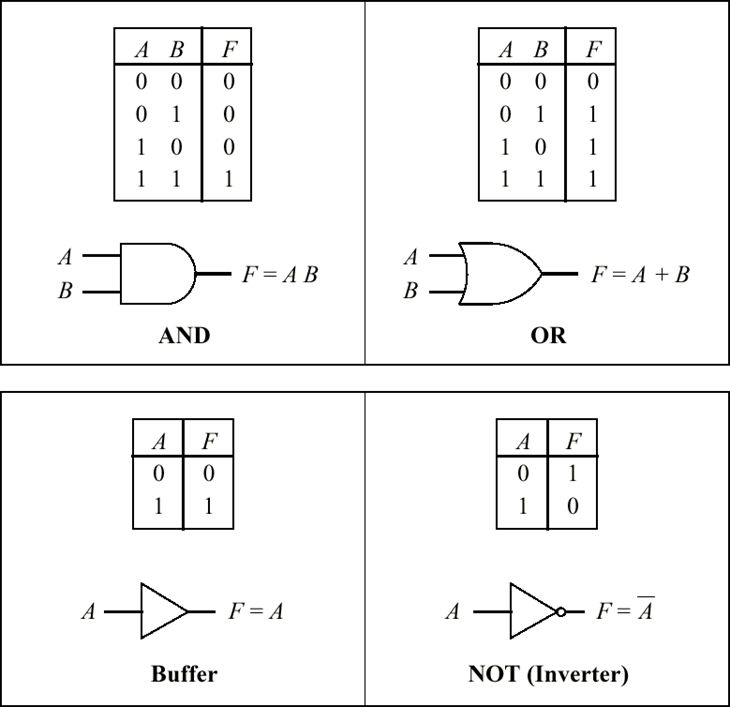 A B F
0 0 0
0 1 0
1 0 0
1 1 1
A
B
F = A B
AND
A B F
0 0 0
0 1 1
1 0 1
1 1 1
A
B
F = A + B
OR
A F
0 0
1 1
A F = A
Buffer
A F
0 1
1 0
A F = A̅
NOT (Inverter)